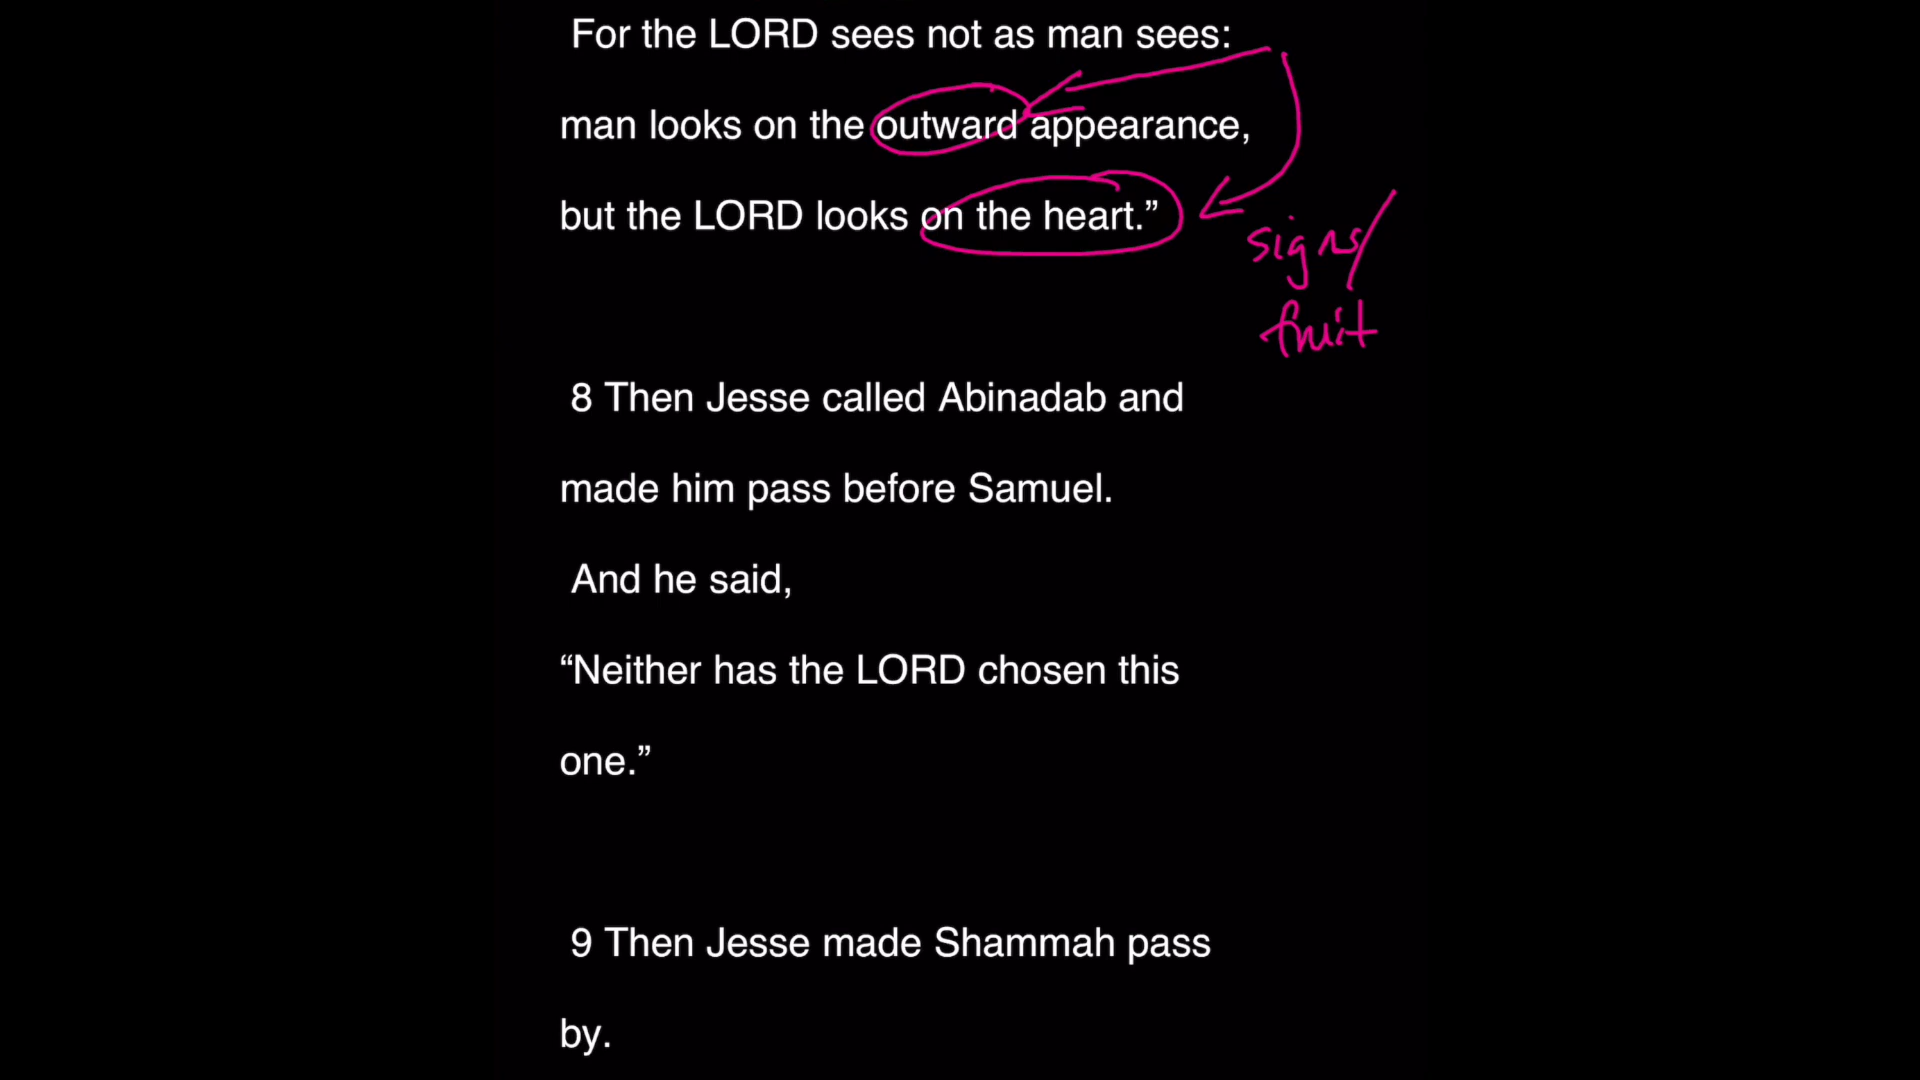 For the LORD sees not as man sees:
man looks on the outward appearance,
but the LORD looks on the heart.”
signs/
fruit
8 Then Jesse called Abinadab and
made him pass before Samuel.
And he said,
“Neither has the LORD chosen this
one.”
9 Then Jesse made Shammah pass
by.